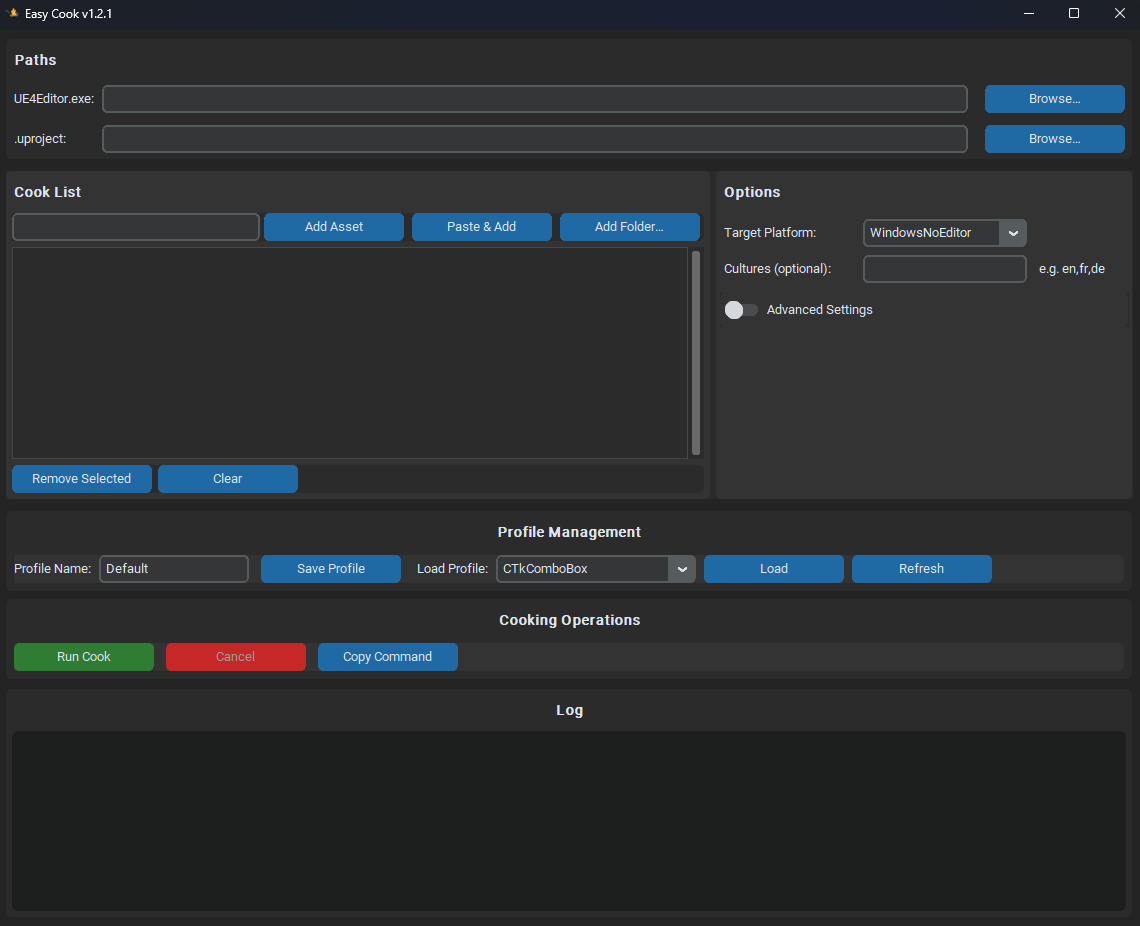 Easy Cook v1.2.1
Paths
UE4Editor.exe: Browse...
.uproject: Browse...
Cook List
Add Asset Paste & Add Add Folder...
Remove Selected Clear
Options
Target Platform: WindowsNoEditor
Cultures (optional): e.g. en,fr,de
Advanced Settings
Profile Management
Profile Name: Default Save Profile Load Profile: CTkComboBox Load Refresh
Cooking Operations
Run Cook Cancel Copy Command
Log